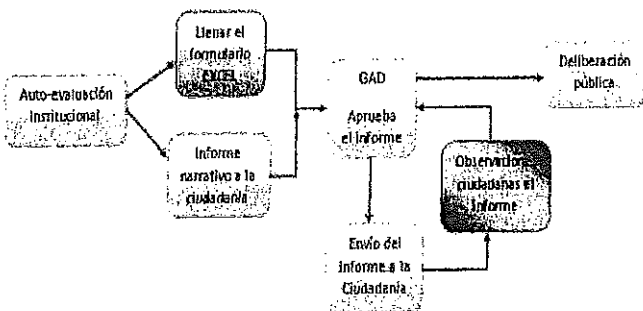 Auto-evaluación
Institucional
Llenar el
formulario
EXCEL
Informe
narrativo a la
ciudadanía
GAD
Aprueba
el Informe
Envío del
Informe a la
Ciudadanía
Observaciones
ciudadanas el
Informe
Deliberación
pública